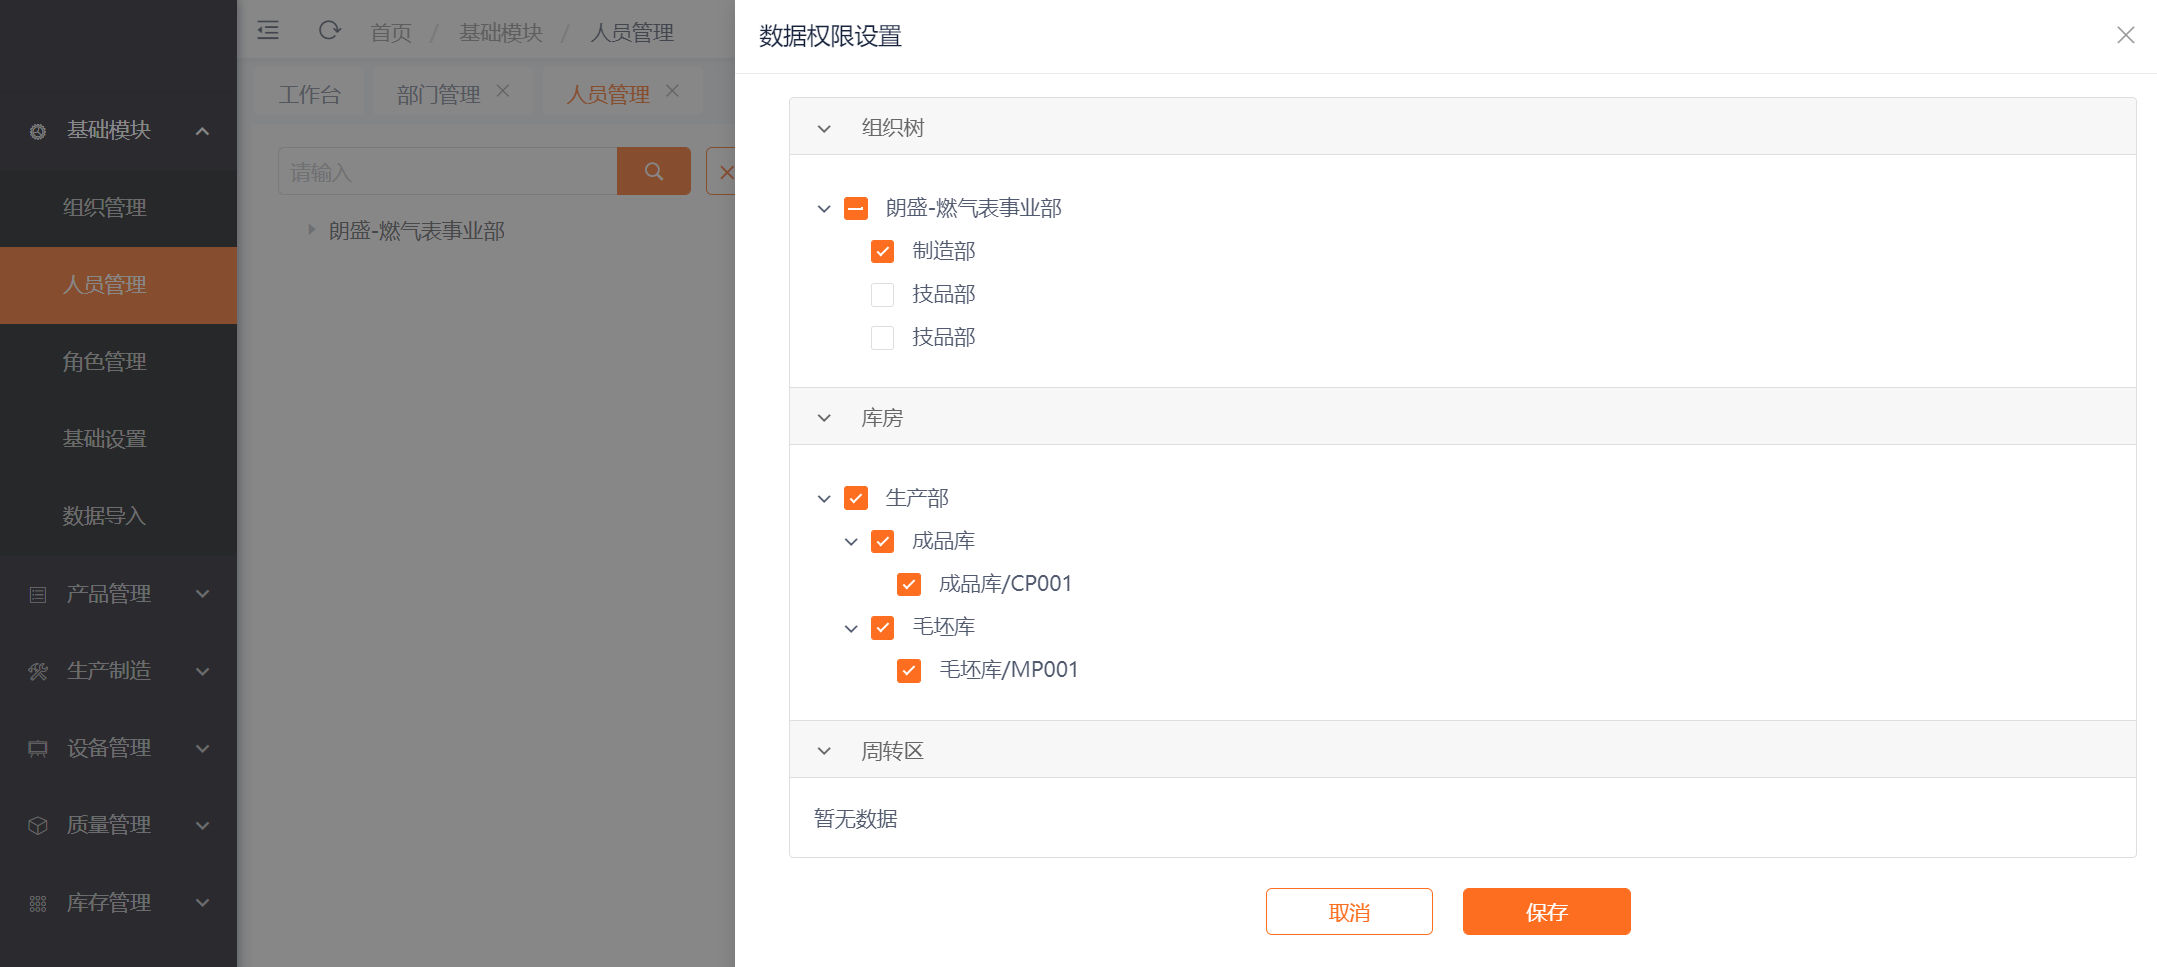 基础模块
组织管理
人员管理
角色管理
基础设置
数据导入
产品管理
生产制造
设备管理
质量管理
库存管理
首页 / 基础模块 / 人员管理
工作台 部门管理 人员管理
请输入
朗盛-燃气表事业部
数据权限设置
组织树
朗盛-燃气表事业部
制造部
技品部
技品部
库房
生产部
成品库
成品库/CP001
毛坯库
毛坯库/MP001
周转区
暂无数据
取消 保存